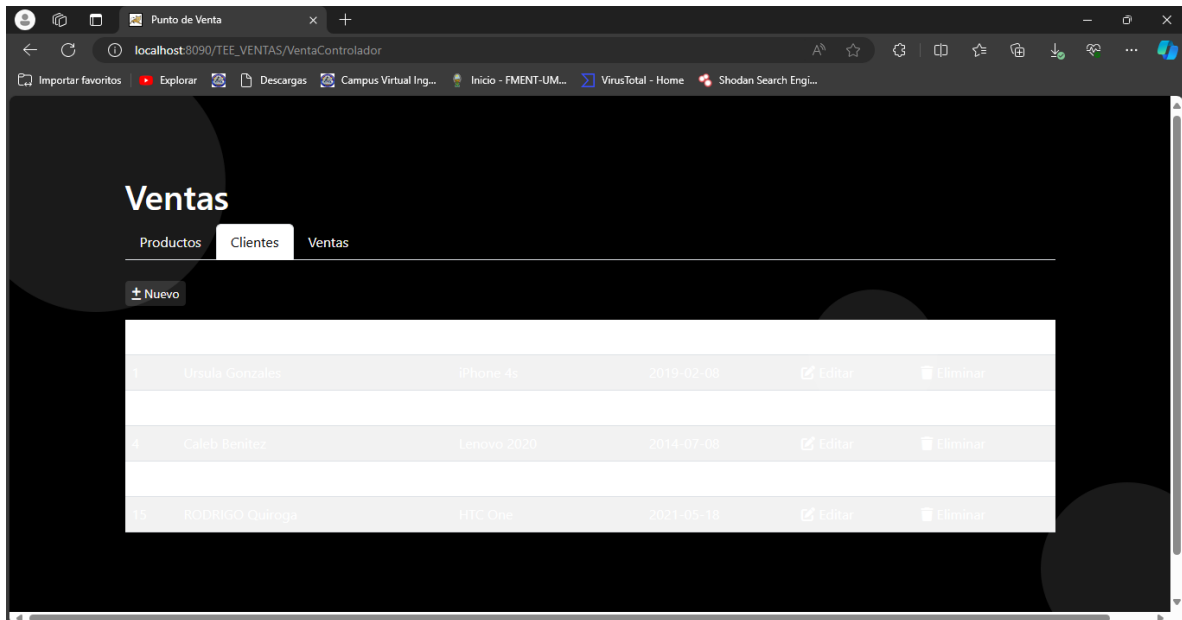 Punto de Venta
localhost:8090/TEE_VENTAS/VentaControlador
Importar favoritos Explorar Descargas Campus Virtual Ing... Inicio - FMENT-UM... VirusTotal - Home Shodan Search Engi...
Ventas
Productos Clientes Ventas
Nuevo
1 Ursula Gonzales iPhone 4s 2019-02-08 Editar Eliminar
4 Caleb Benitez Lenovo 2020 2014-07-08 Editar Eliminar
15 RODRIGO Quiroga HTC One 2021-05-18 Editar Eliminar